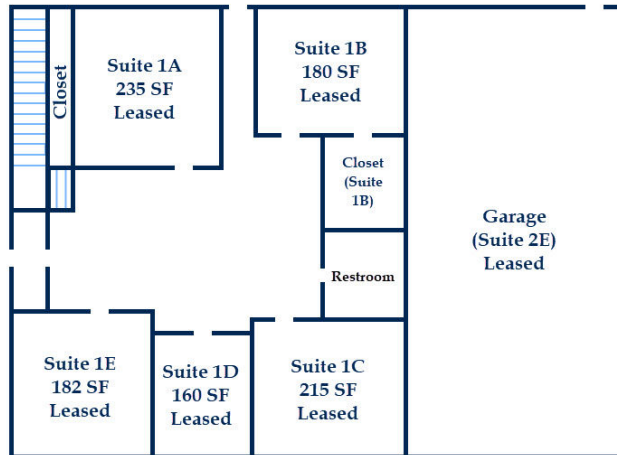 Closet
Suite 1A
235 SF
Leased
Suite 1B
180 SF
Leased
Closet
(Suite
1B)
Garage
(Suite 2E)
Leased
Restroom
Suite 1E
182 SF
Leased
Suite 1D
160 SF
Leased
Suite 1C
215 SF
Leased